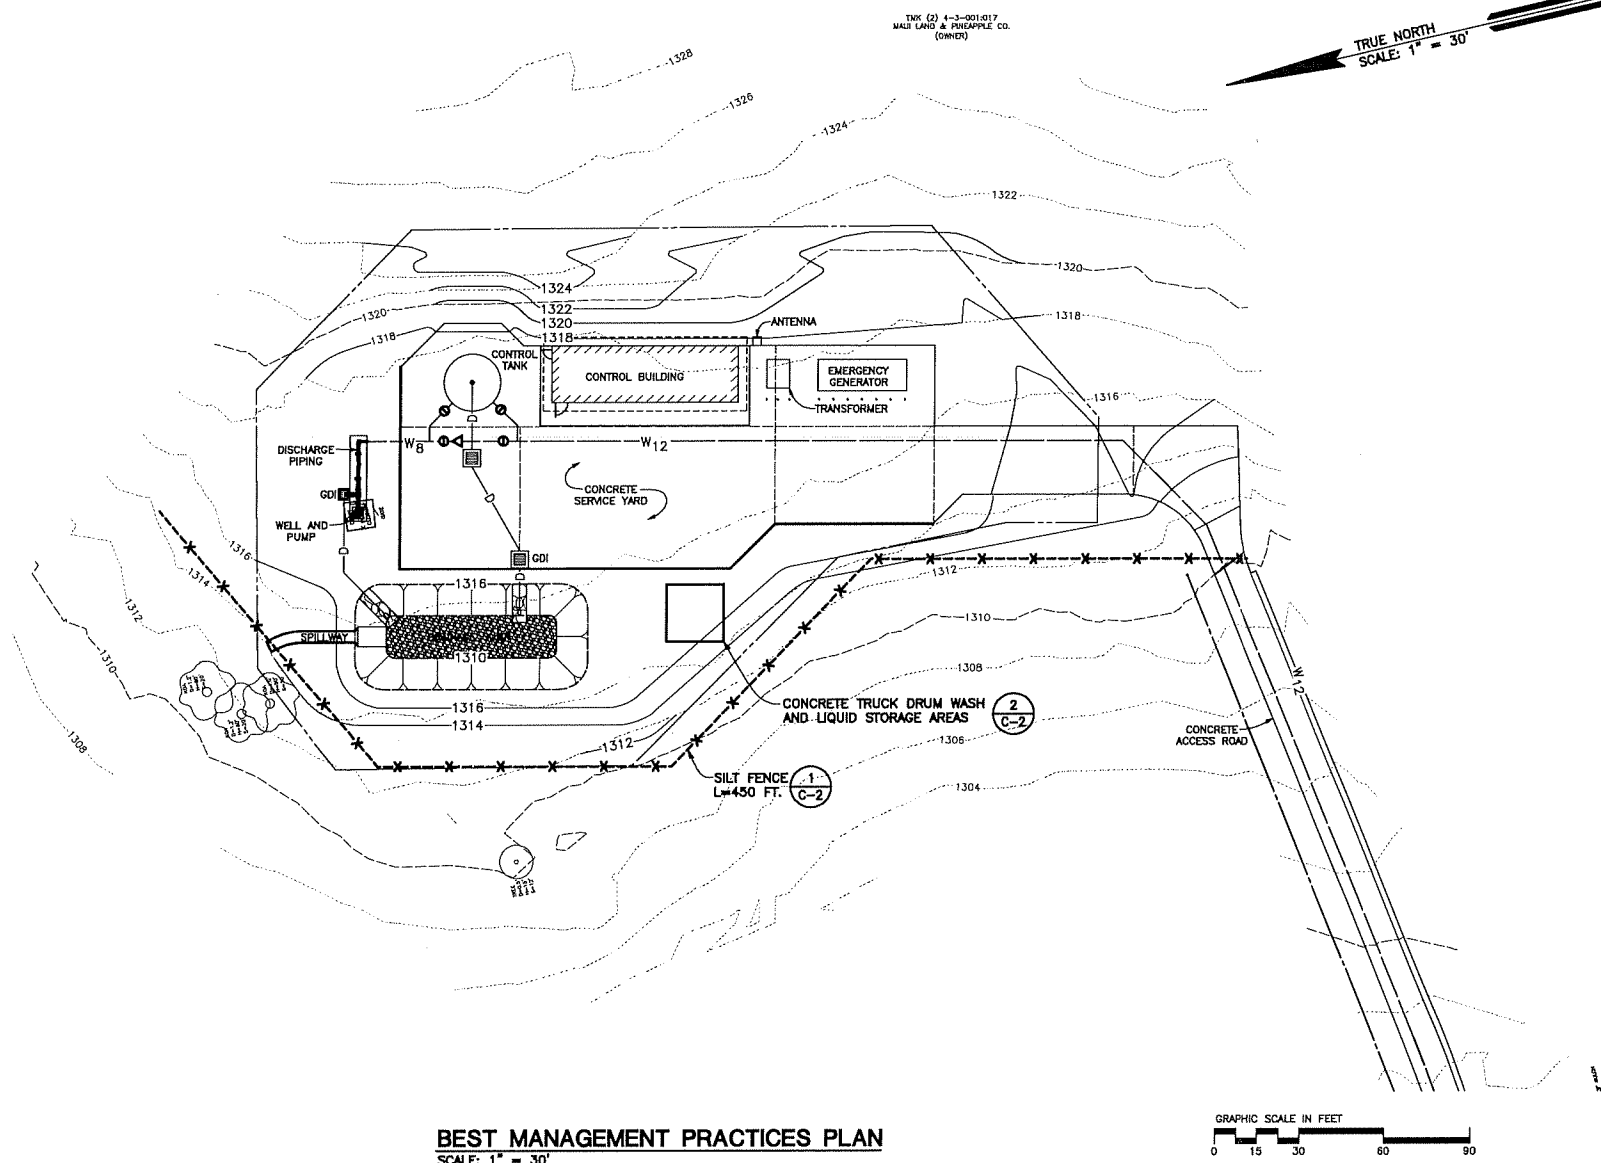 TMK (2) 4-3-001:017
MAUI LAND & PINEAPPLE CO.
(OWNER)
TRUE NORTH
SCALE: 1" = 30'
1328
1326
1324
1322
1320
1324
1322
1320
1320
1318
1318
1318
ANTENNA
CONTROL
TANK
CONTROL BUILDING
EMERGENCY
GENERATOR
TRANSFORMER
1316
W8
W12
DISCHARGE
PIPING
GDI
CONCRETE
SERVICE YARD
WELL AND
PUMP
GDI
1316
1314
1312
1310
1308
1316
1312
1310
1308
1306
1304
SPILLWAY
1310
1316
1314
1312
CONCRETE TRUCK DRUM WASH
AND LIQUID STORAGE AREAS
2
C-2
SILT FENCE
L=450 FT.
1
C-2
W12
CONCRETE
ACCESS ROAD
BEST MANAGEMENT PRACTICES PLAN
SCALE: 1" = 30'
GRAPHIC SCALE IN FEET
0 15 30 60 90